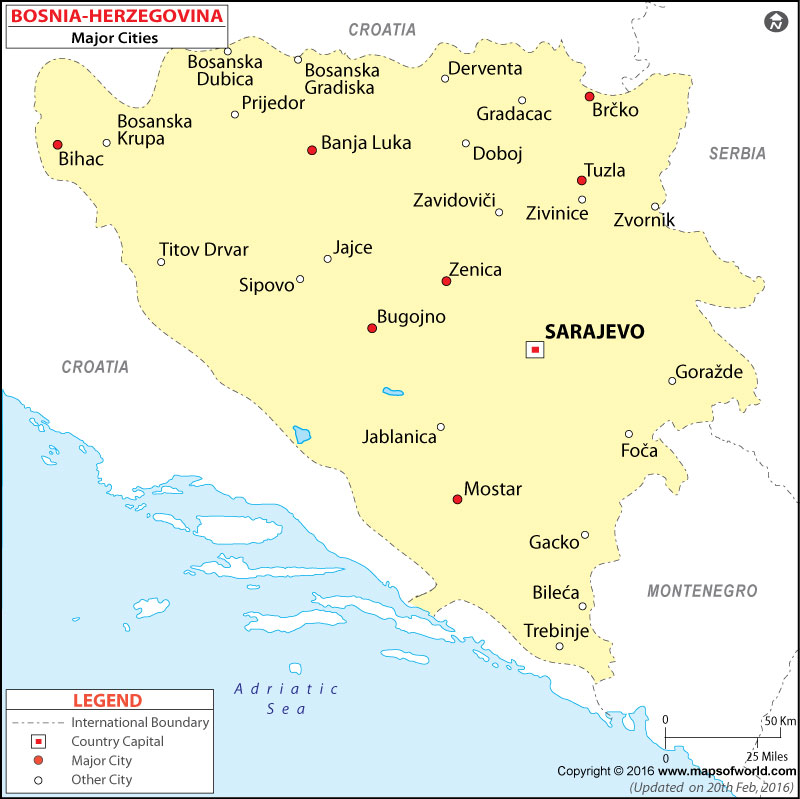 BOSNIA-HERZEGOVINA
Major Cities
CROATIA
Bosanska
Dubica
Bosanska
Gradiska
Derventa
Prijedor
Gradacac
Brčko
Bosanska
Krupa
Bihac
Banja Luka
Doboj
SERBIA
Tuzla
Zavidoviči
Zivinice
Zvornik
Titov Drvar
Jajce
Sipovo
Zenica
Bugojno
SARAJEVO
CROATIA
Goražde
Jablanica
Foča
Mostar
Gacko
Bileća
MONTENEGRO
Trebinje
Adriatic
Sea
LEGEND
International Boundary
Country Capital
Major City
Other City
0 50 Km
0 25 Miles
Copyright © 2016 www.mapsofworld.com
(Updated on 20th Feb, 2016)